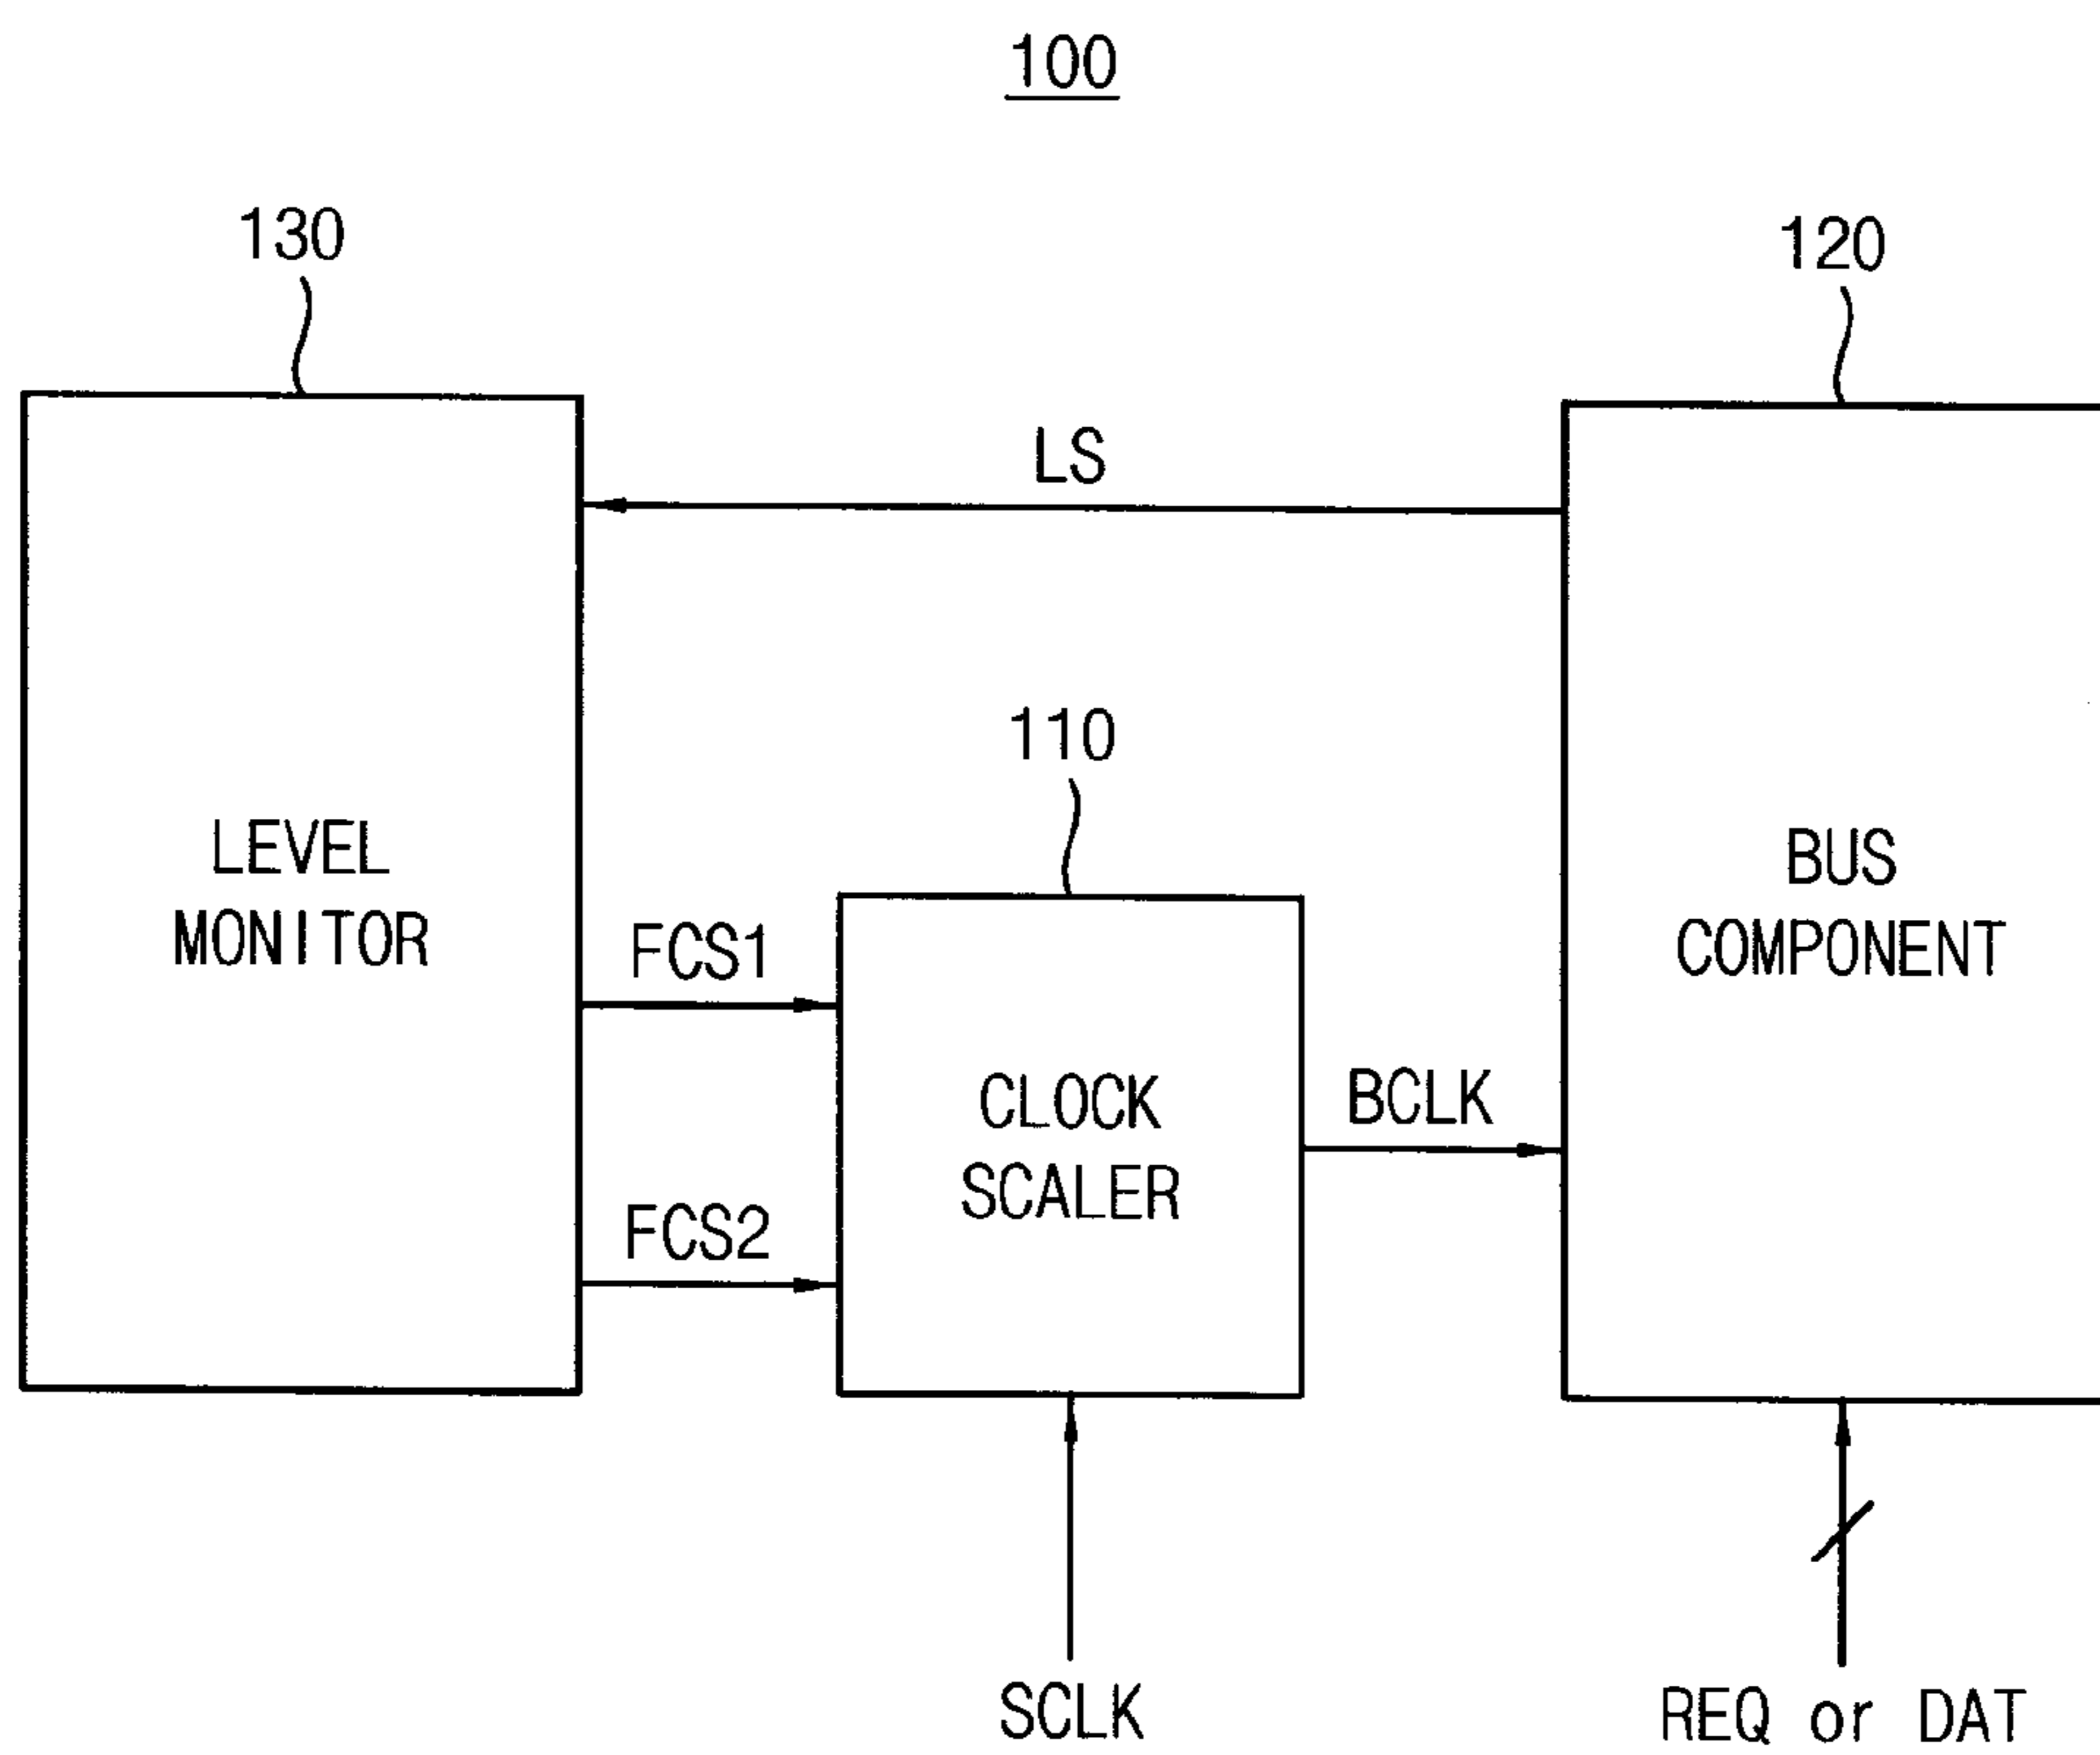 100
130
120
LS
110
LEVEL
MONITOR
BUS
COMPONENT
FCS1
CLOCK
SCALER
BCLK
FCS2
SCLK
REQ or DAT